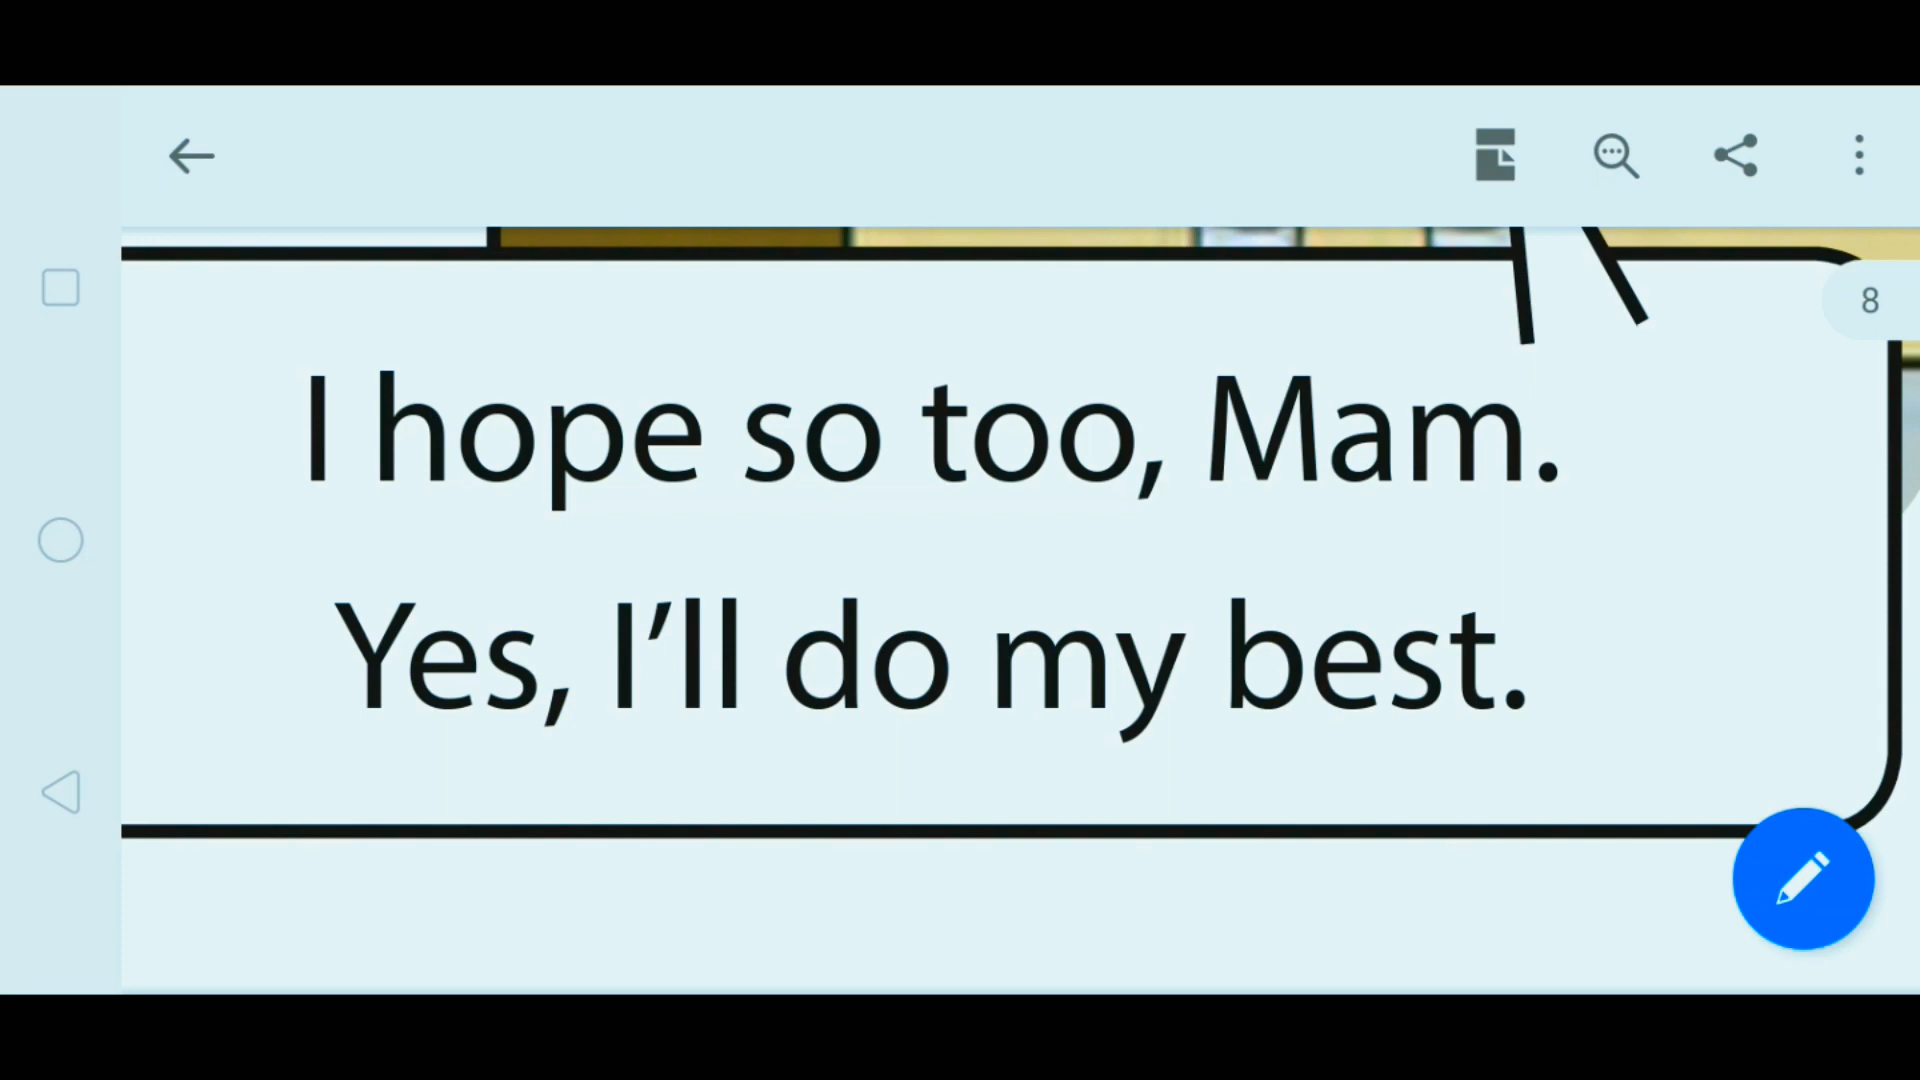 8
I hope so too, Mam.
Yes, I’ll do my best.